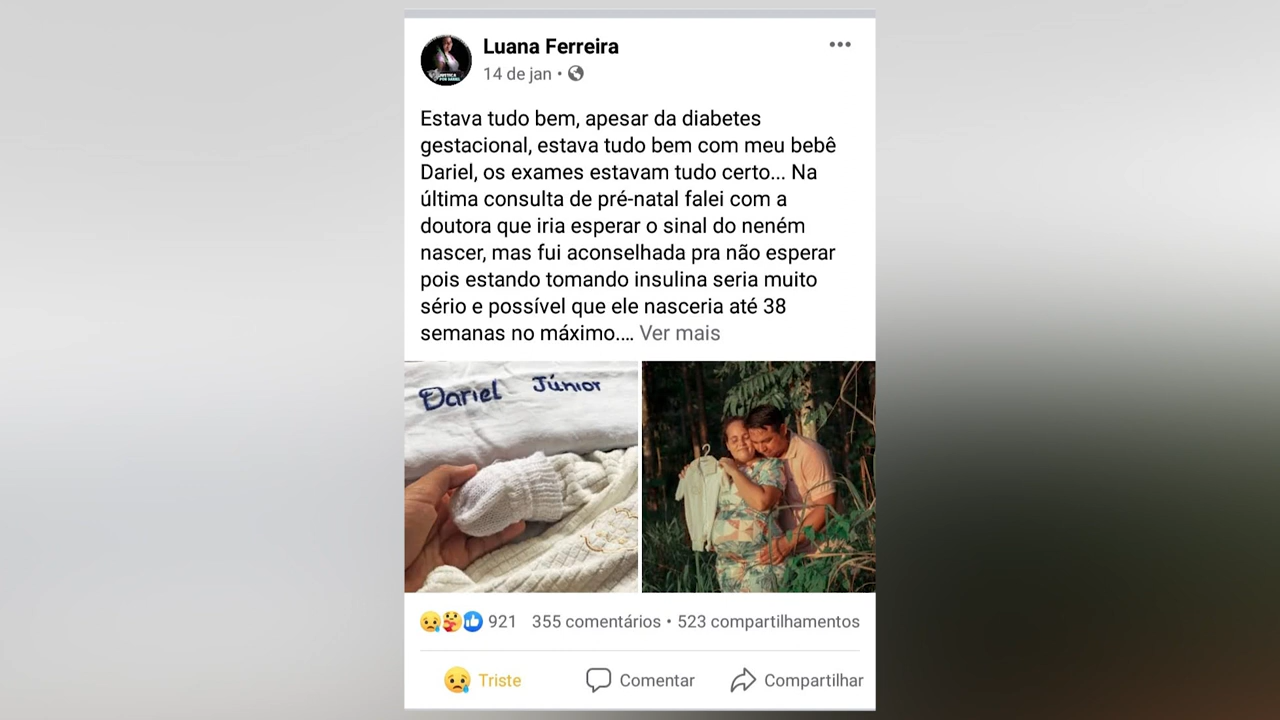 Luana Ferreira
14 de jan •
Estava tudo bem, apesar da diabetes
gestacional, estava tudo bem com meu bebê
Dariel, os exames estavam tudo certo... Na
última consulta de pré-natal falei com a
doutora que iria esperar o sinal do neném
nascer, mas fui aconselhada pra não esperar
pois estando tomando insulina seria muito
sério e possível que ele nasceria até 38
semanas no máximo.... Ver mais
Dariel Júnior
921 355 comentários • 523 compartilhamentos
Triste Comentar Compartilhar